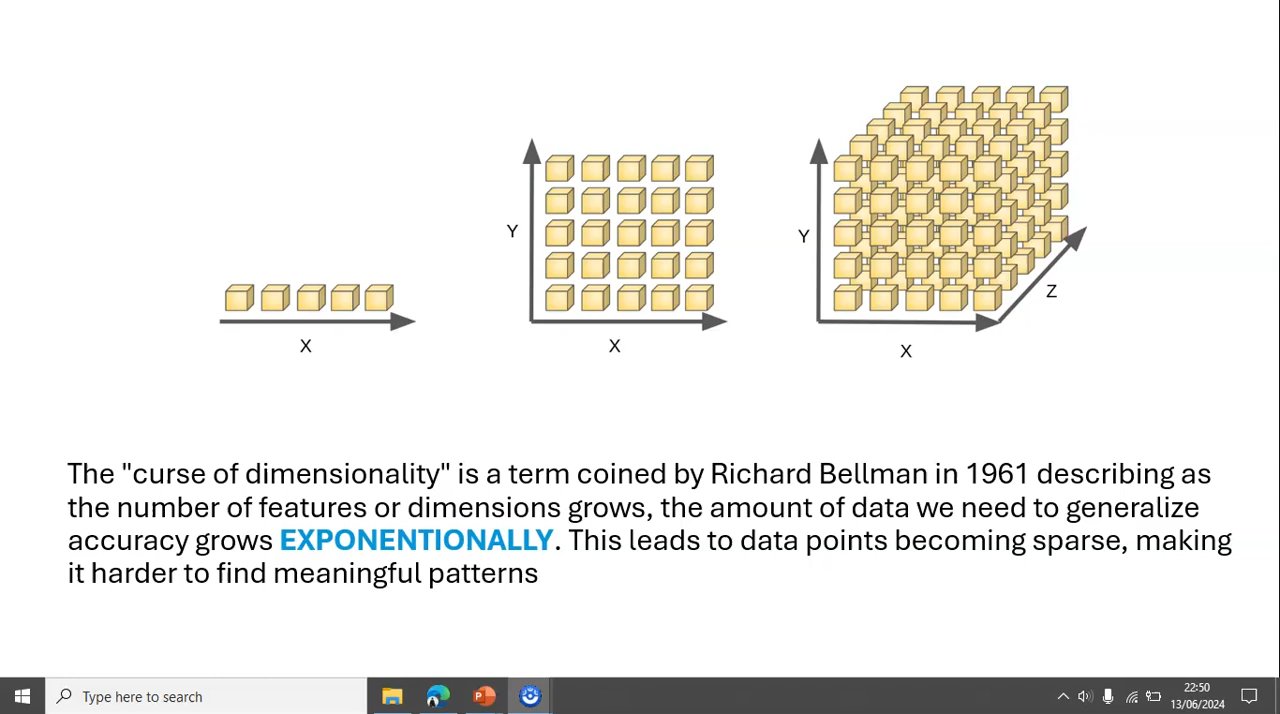 Y
Y
Z
X
X
X
The "curse of dimensionality" is a term coined by Richard Bellman in 1961 describing as
the number of features or dimensions grows, the amount of data we need to generalize
accuracy grows EXPONENTIONALLY. This leads to data points becoming sparse, making
it harder to find meaningful patterns
Type here to search
22:50
13/06/2024